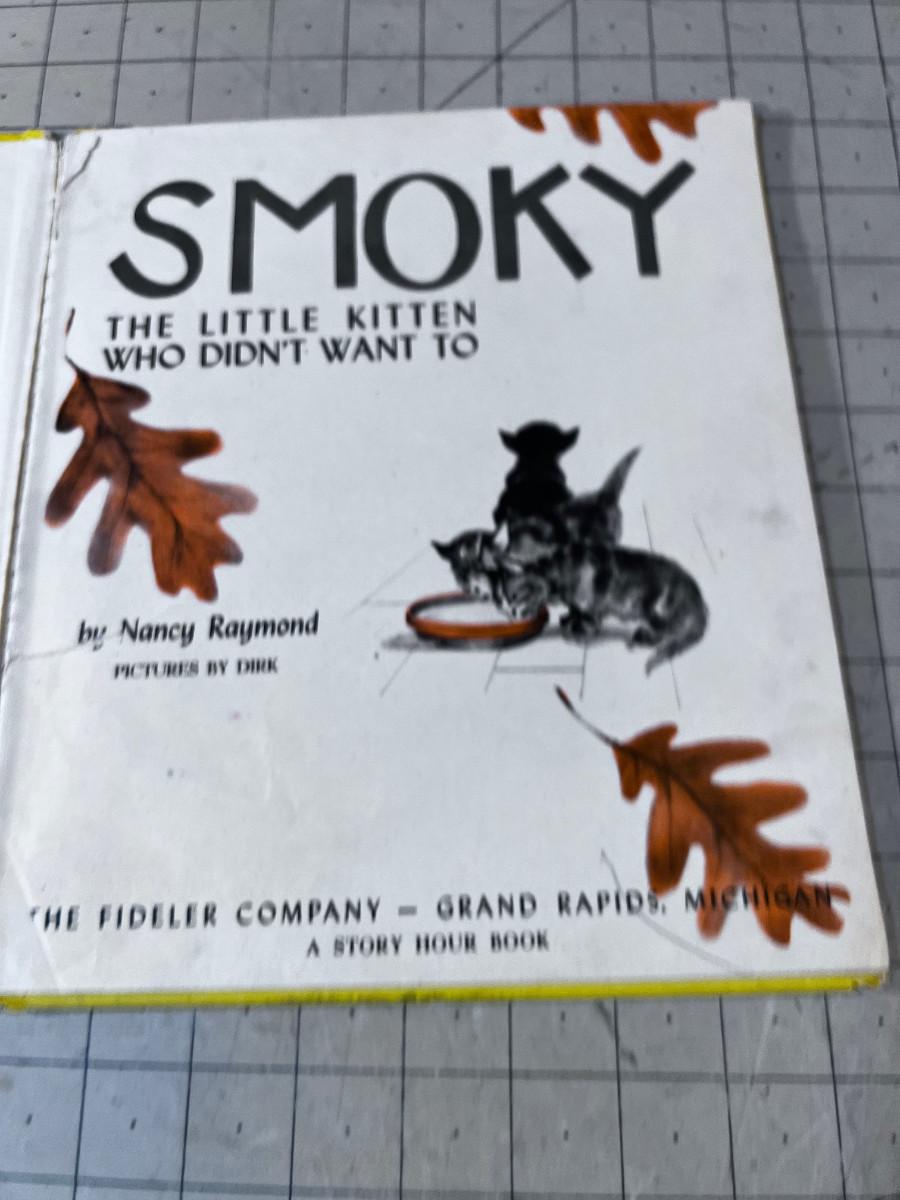 SMOKY
THE LITTLE KITTEN
WHO DIDN'T WANT TO
by Nancy Raymond
PICTURES BY DIRK
THE FIDELER COMPANY — GRAND RAPIDS, MICHIGAN
A STORY HOUR BOOK